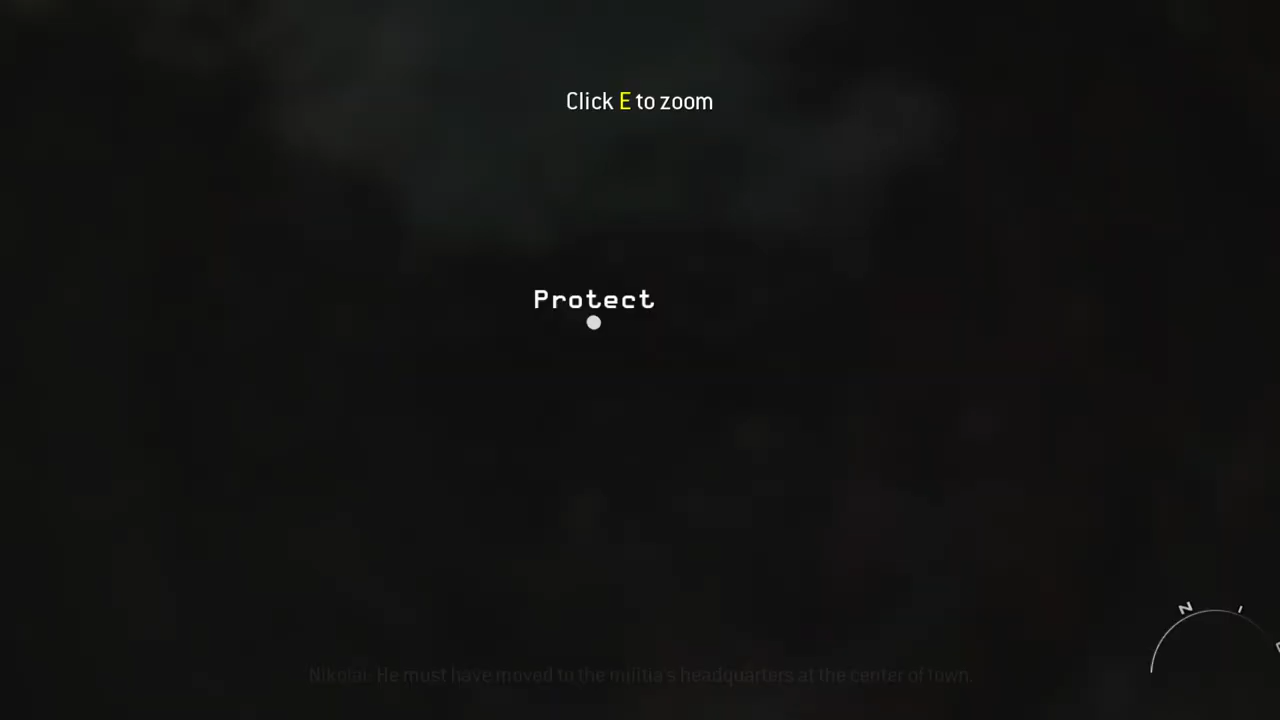 Click E to zoom
Protect
Nikolai: He must have moved to the militia's headquarters at the center of town.
N